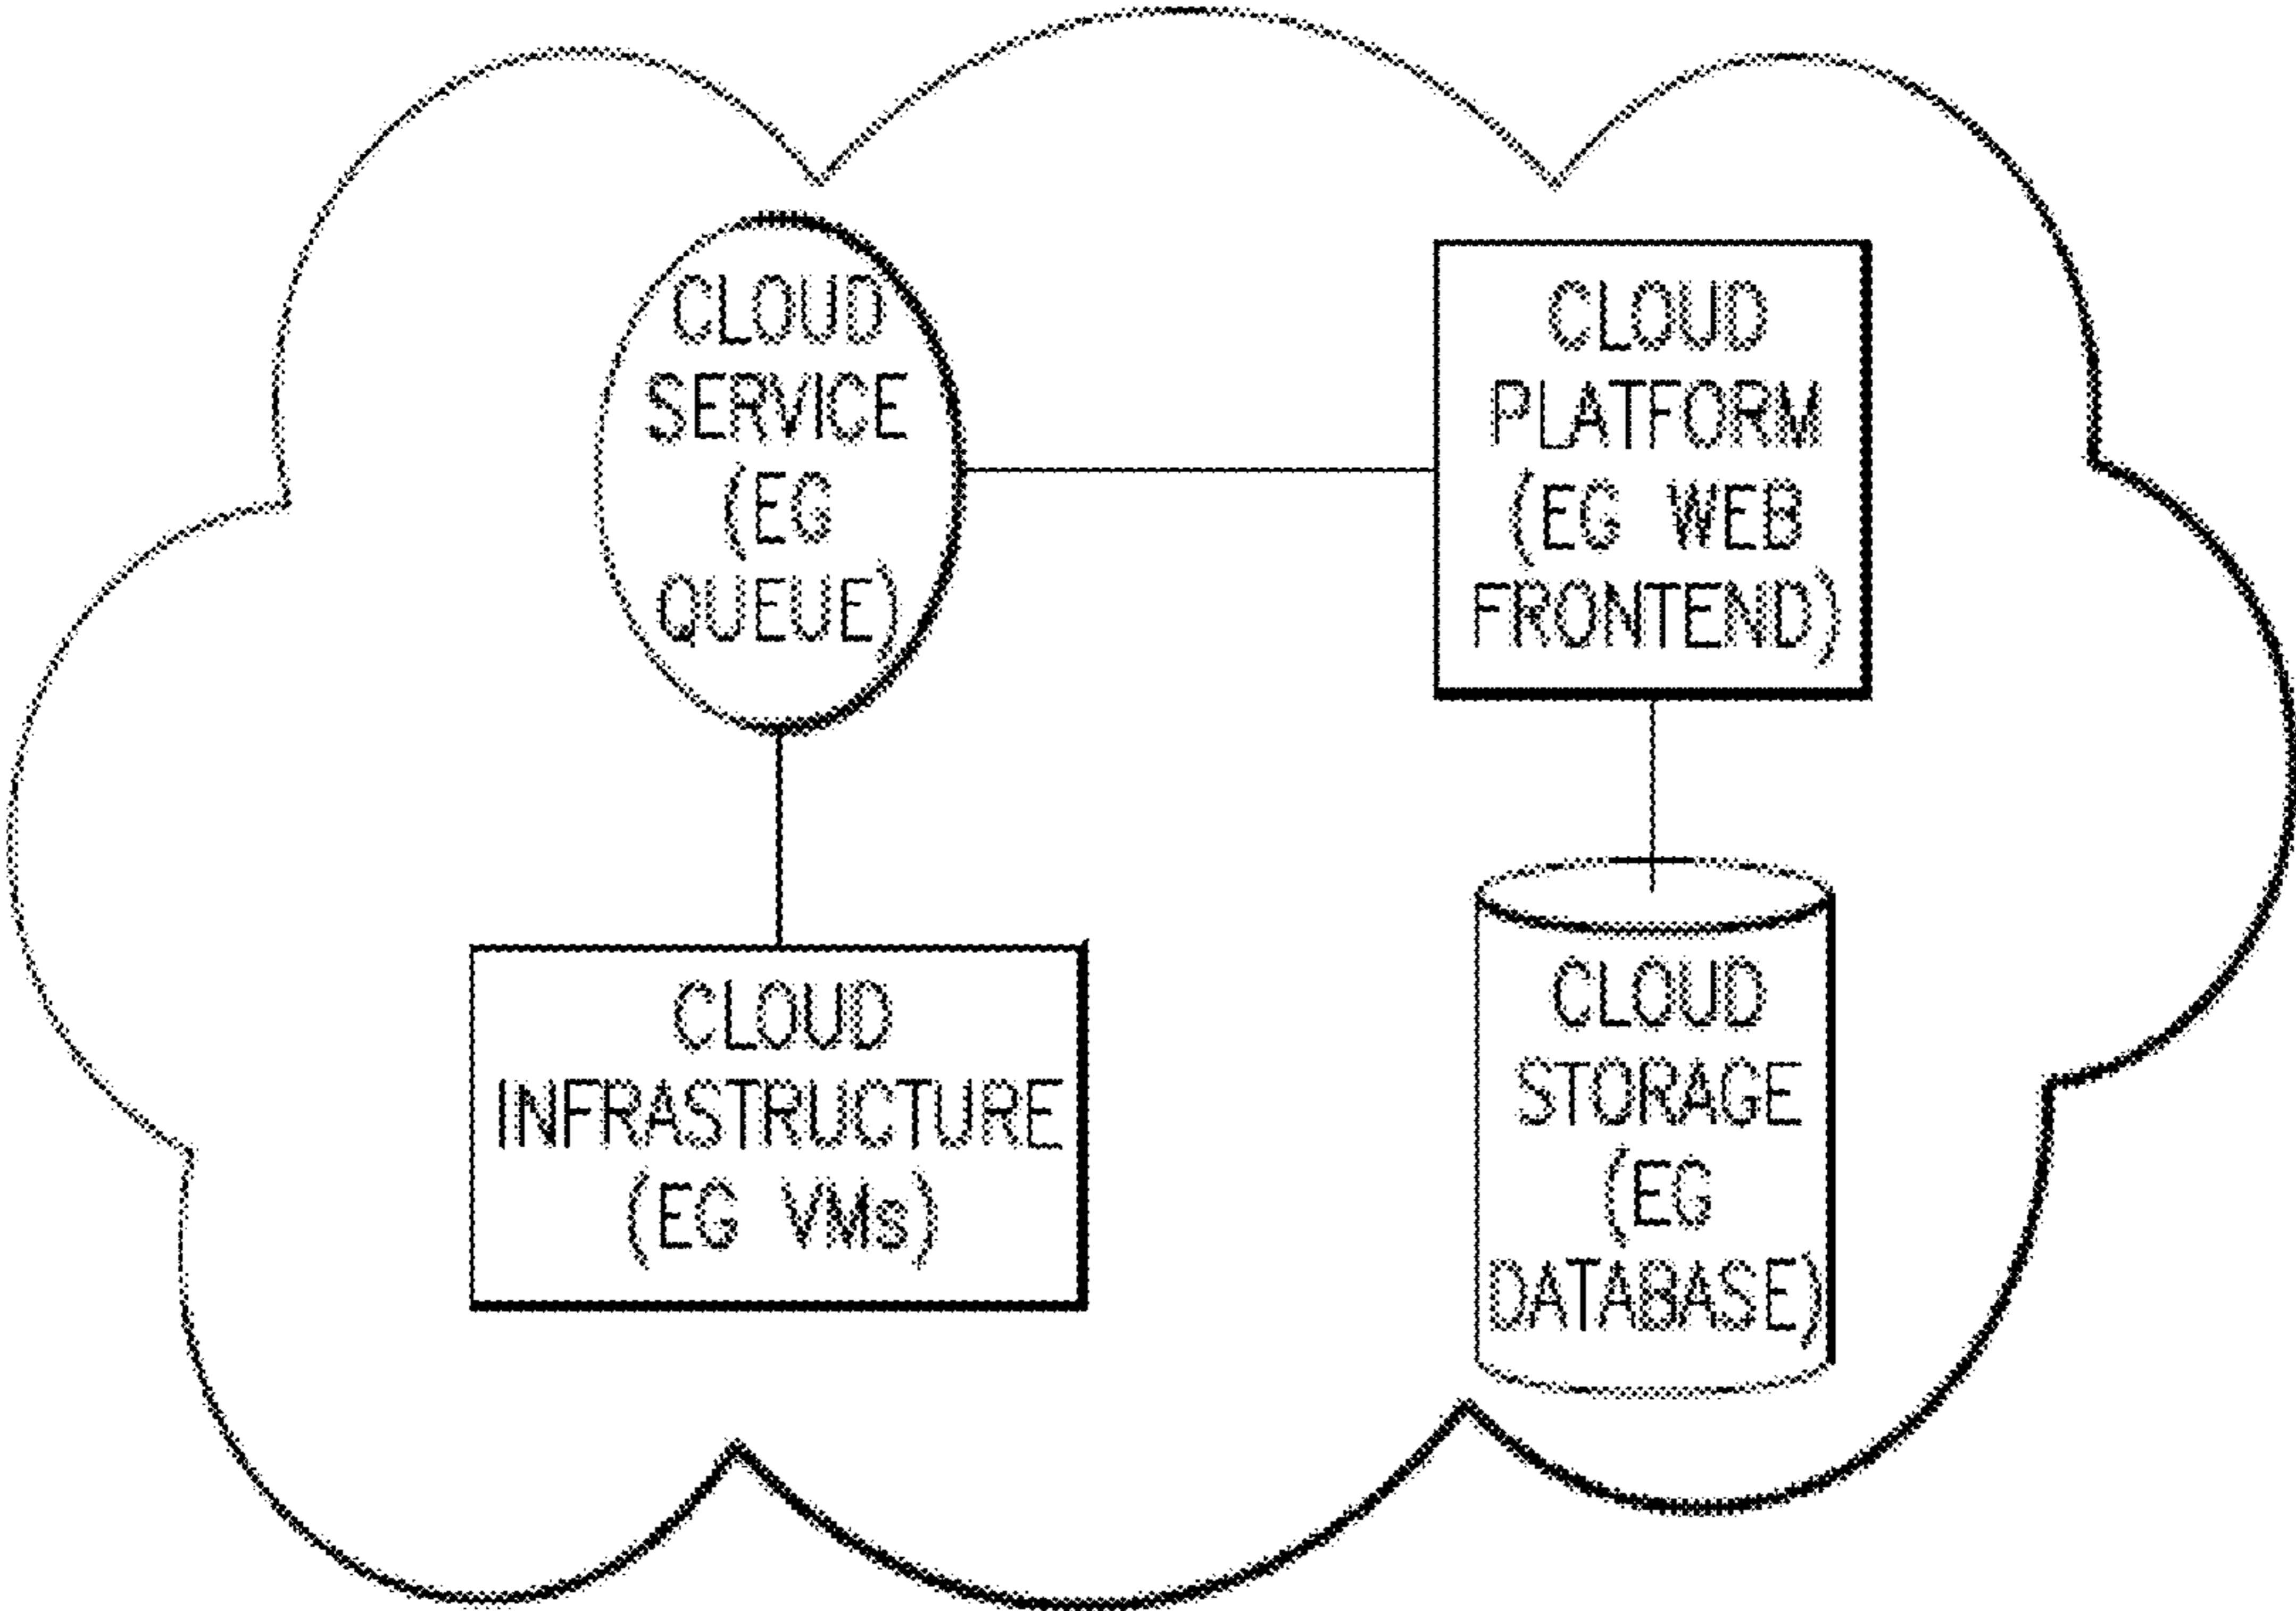 CLOUD
SERVICE
(EG
QUEUE)
CLOUD
PLATFORM
(EG WEB
FRONTEND)
CLOUD
INFRASTRUCTURE
(EG VMs)
CLOUD
STORAGE
(EG
DATABASE)